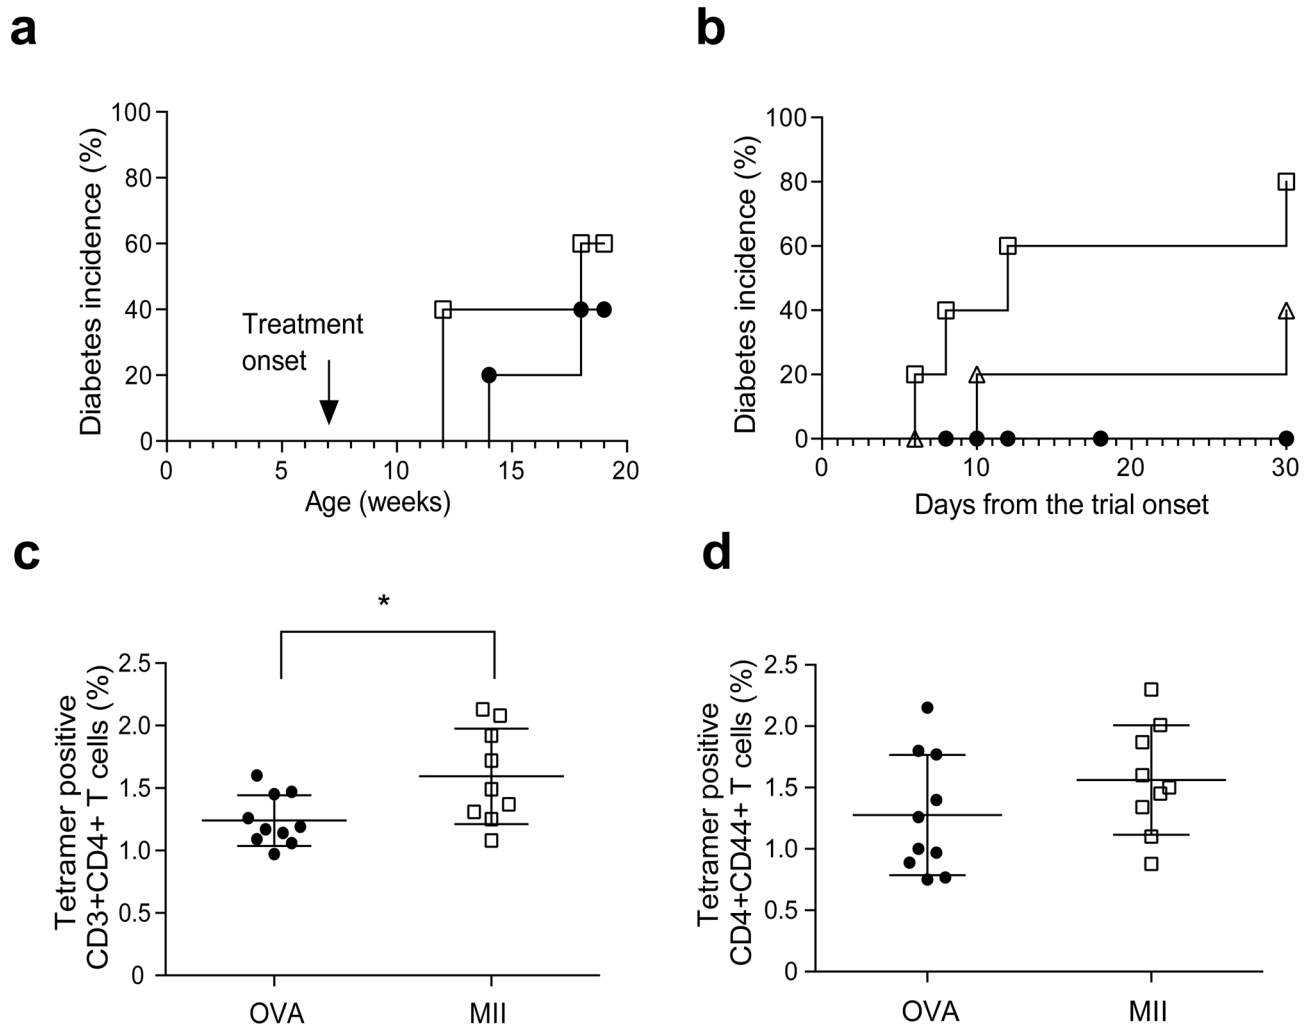 a
100
80
60
40
20
0
Diabetes incidence (%)
Treatment
onset
0 5 10 15 20
Age (weeks)
b
100
80
60
40
20
0
Diabetes incidence (%)
0 10 20 30
Days from the trial onset
c
*
2.5
2.0
1.5
1.0
0.5
0
Tetramer positive
CD3+CD4+ T cells (%)
OVA MII
d
2.5
2.0
1.5
1.0
0.5
0
Tetramer positive
CD4+CD44+ T cells (%)
OVA MII